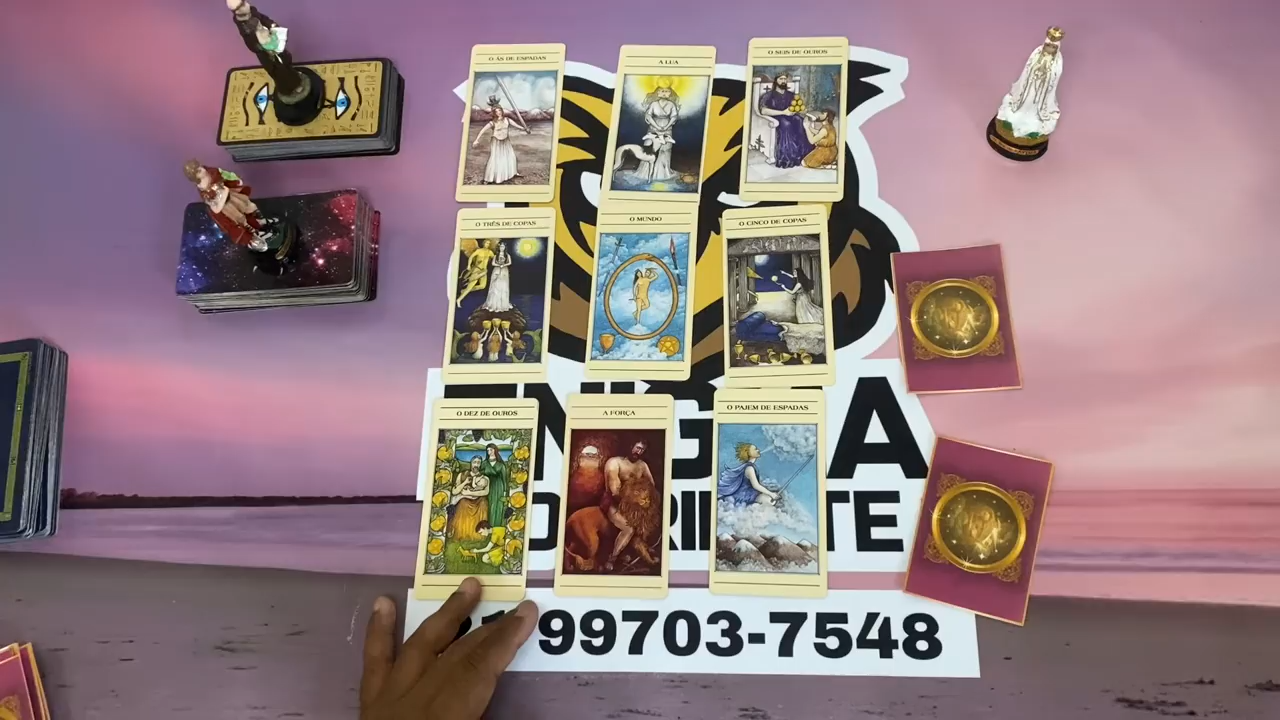 O ÁS DE ESPADAS
A LUA
O SEIS DE OUROS
O TRÊS DE COPAS
O MUNDO
O CINCO DE COPAS
O DEZ DE OUROS
A FORÇA
O PAJEM DE ESPADAS
99703-7548